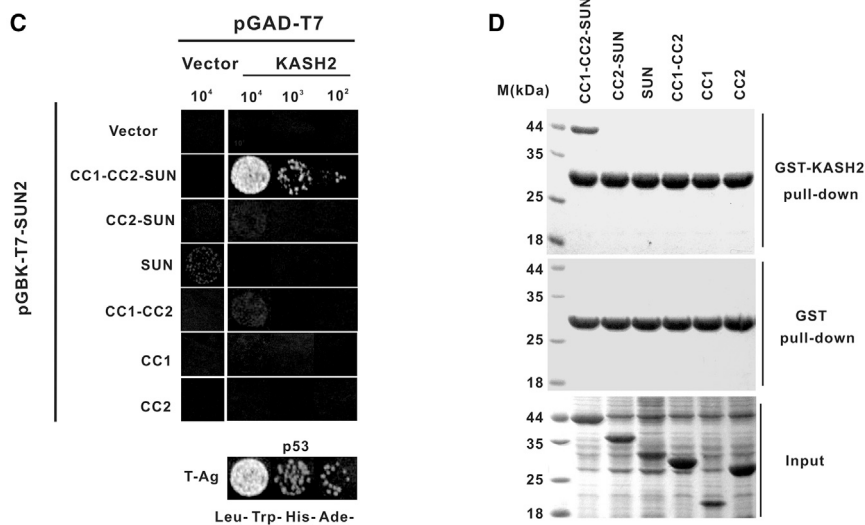 C
pGAD-T7
Vector KASH2
10⁴ 10⁴ 10³ 10²
pGBK-T7-SUN2
Vector
CC1-CC2-SUN
CC2-SUN
SUN
CC1-CC2
CC1
CC2
p53
T-Ag
Leu- Trp- His- Ade-
D
M(kDa) CC1-CC2-SUN CC2-SUN SUN CC1-CC2 CC1 CC2
44
35
25
18
GST-KASH2
pull-down
44
35
25
18
GST
pull-down
44
35
25
18
Input